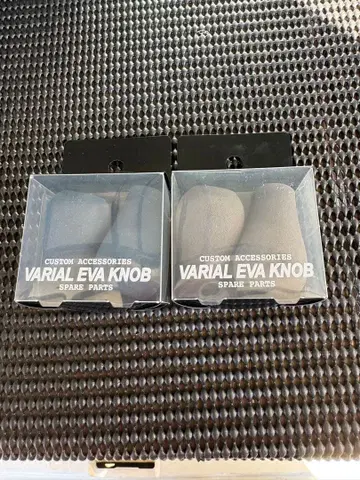 CUSTOM ACCESSORIES
VARIAL EVA KNOB
SPARE PARTS
CUSTOM ACCESSORIES
VARIAL EVA KNOB
SPARE PARTS